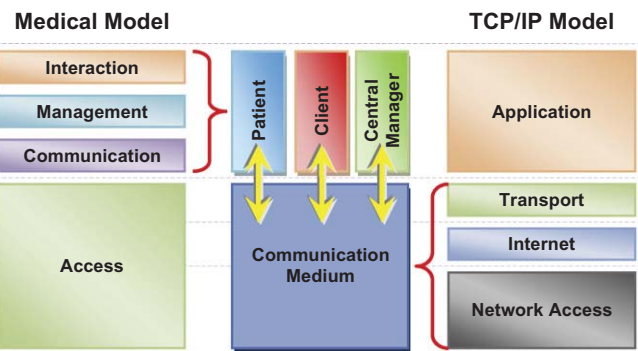 Medical Model
TCP/IP Model
Interaction
Management
Communication
Access
Patient
Client
Central
Manager
Communication
Medium
Application
Transport
Internet
Network Access